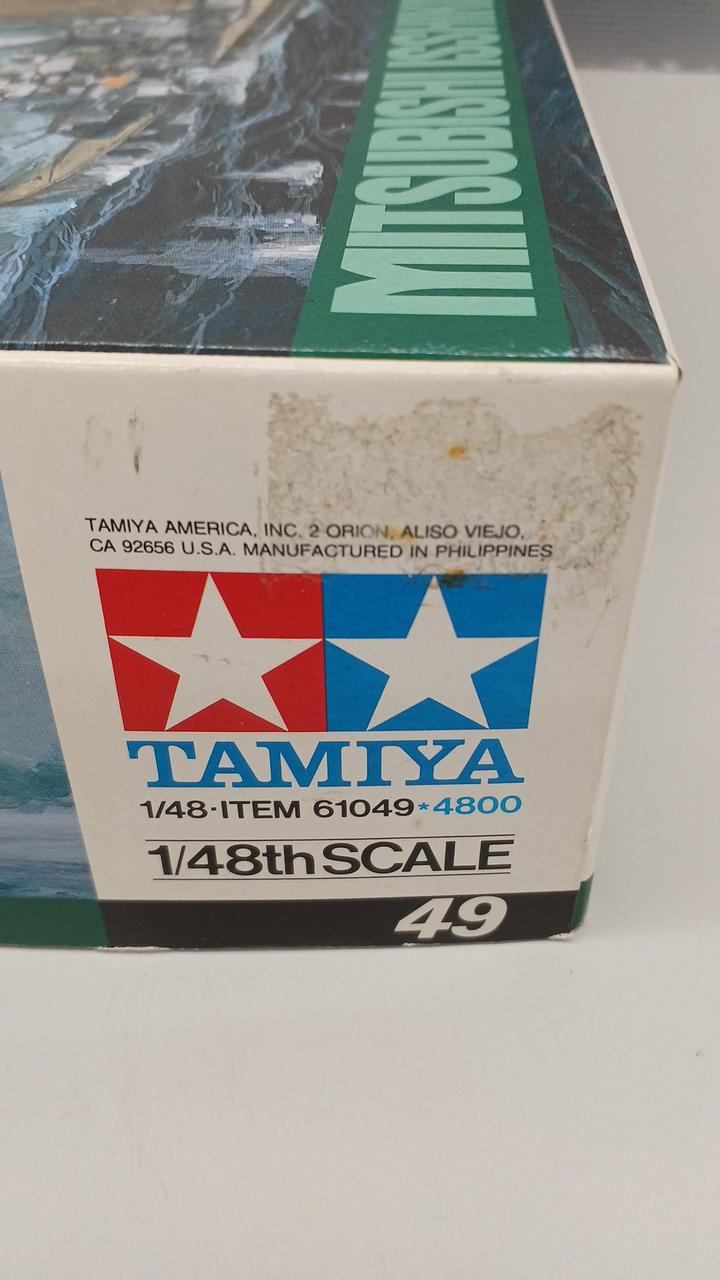 MITSUBISHI ISSHIKI
TAMIYA AMERICA, INC. 2 ORION, ALISO VIEJO,
CA 92656 U.S.A. MANUFACTURED IN PHILIPPINES
TAMIYA
1/48·ITEM 61049*4800
1/48th SCALE
49